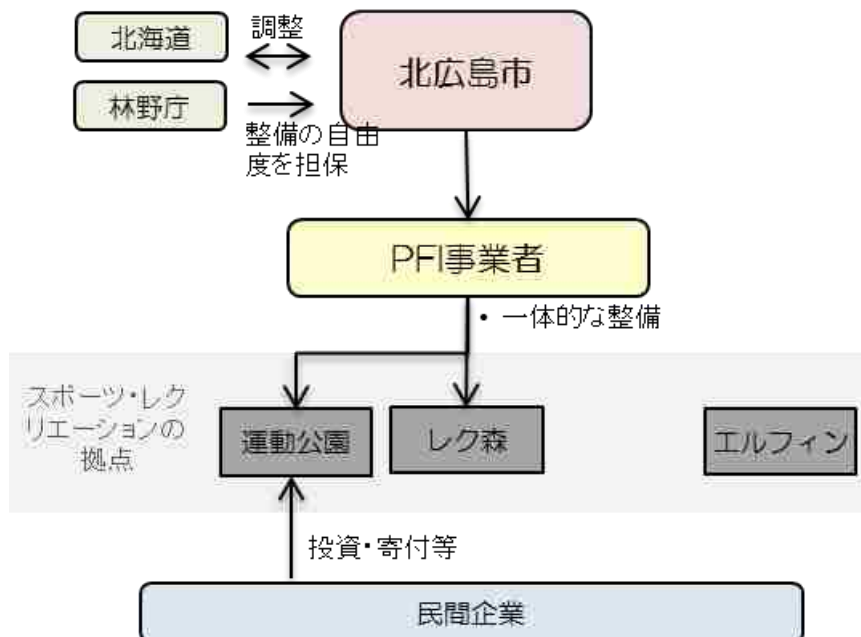 北海道
調整
北広島市
林野庁
整備の自由
度を担保
PFI事業者
・ 一体的な整備
スポーツ・レク
リエーションの
拠点
運動公園
レク森
エルフィン
投資・寄付等
民間企業